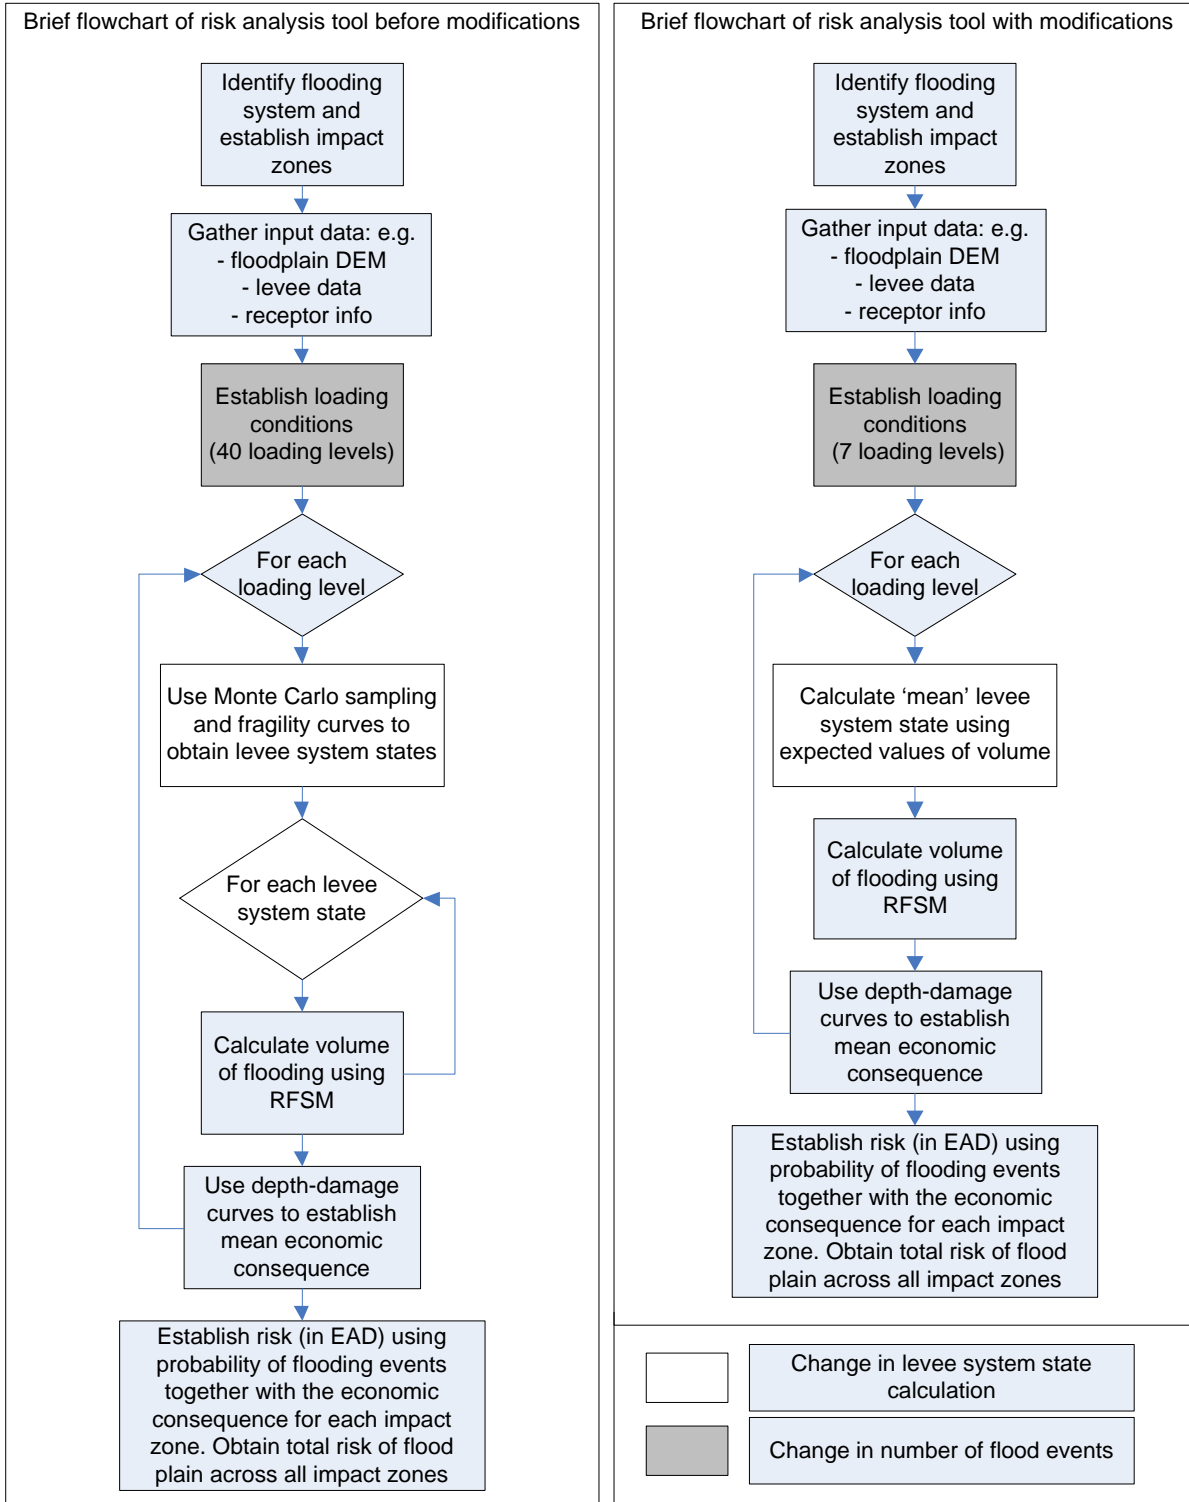 Brief flowchart of risk analysis tool before modifications
Identify flooding
system and
establish impact
zones
Gather input data: e.g.
- floodplain DEM
- levee data
- receptor info
Establish loading
conditions
(40 loading levels)
For each
loading level
Use Monte Carlo sampling
and fragility curves to
obtain levee system states
For each levee
system state
Calculate volume
of flooding using
RFSM
Use depth-damage
curves to establish
mean economic
consequence
Establish risk (in EAD) using
probability of flooding events
together with the economic
consequence for each impact
zone. Obtain total risk of flood
plain across all impact zones
Brief flowchart of risk analysis tool with modifications
Identify flooding
system and
establish impact
zones
Gather input data: e.g.
- floodplain DEM
- levee data
- receptor info
Establish loading
conditions
(7 loading levels)
For each
loading level
Calculate ‘mean’ levee
system state using
expected values of volume
Calculate volume
of flooding using
RFSM
Use depth-damage
curves to establish
mean economic
consequence
Establish risk (in EAD) using
probability of flooding events
together with the economic
consequence for each impact
zone. Obtain total risk of flood
plain across all impact zones
Change in levee system state
calculation
Change in number of flood events